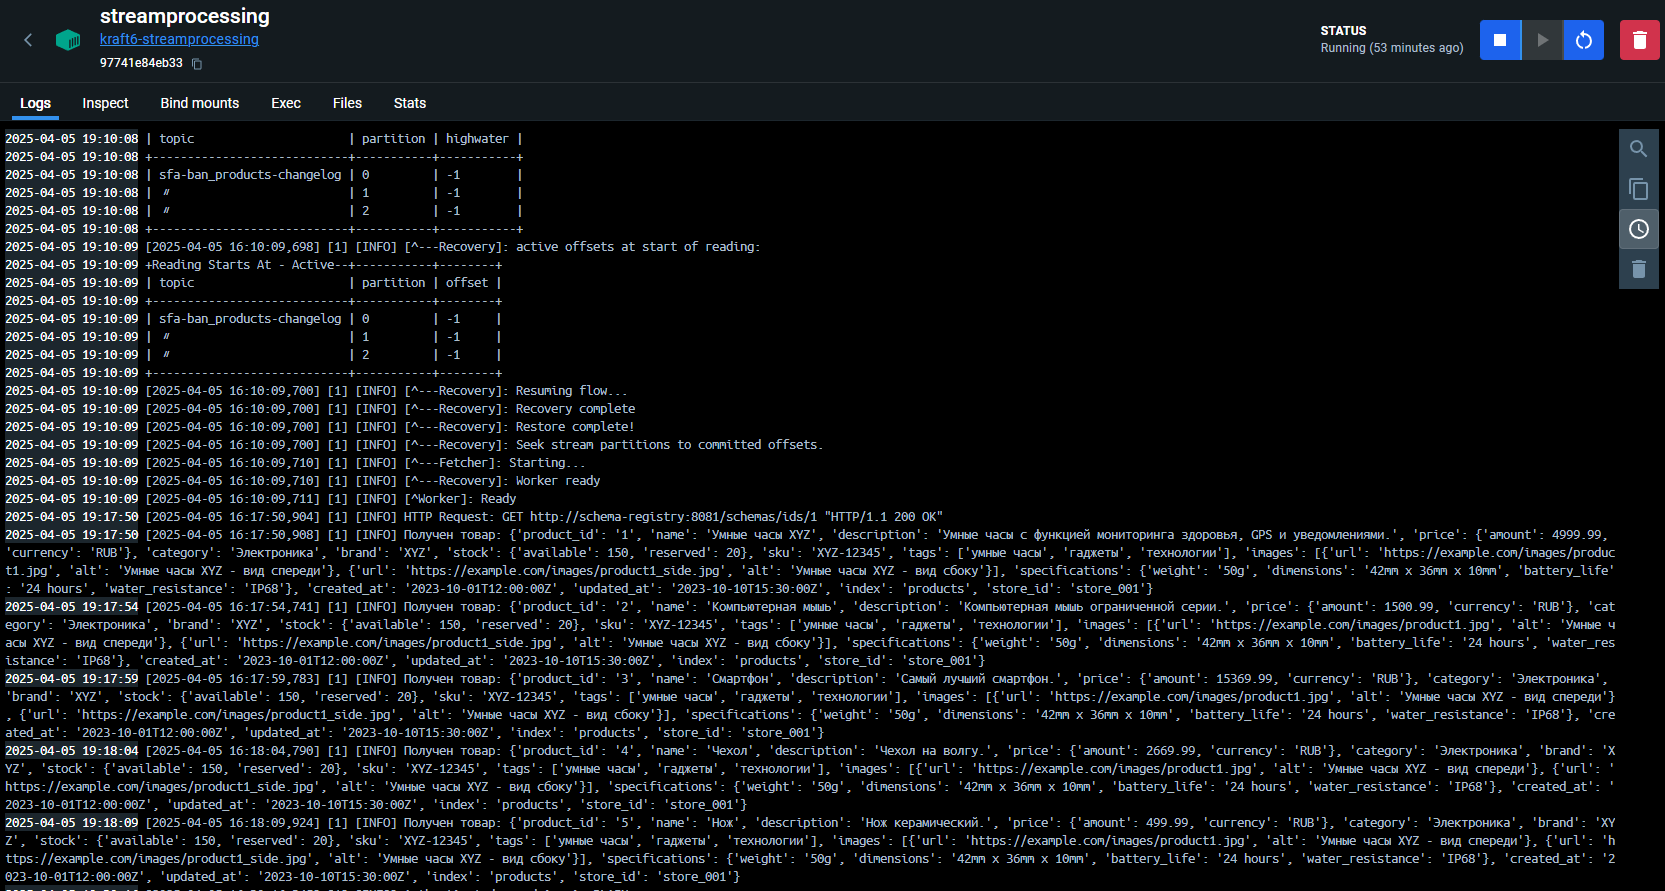 streamprocessing
kraft6-streamprocessing
97741e84eb33
STATUS
Running (53 minutes ago)
Logs Inspect Bind mounts Exec Files Stats
2025-04-05 19:10:08 | topic | partition | highwater |
2025-04-05 19:10:08 +----------------------------+-----------+-----------+
2025-04-05 19:10:08 | sfa-ban_products-changelog | 0 | -1 |
2025-04-05 19:10:08 | 〃 | 1 | -1 |
2025-04-05 19:10:08 | 〃 | 2 | -1 |
2025-04-05 19:10:08 +----------------------------+-----------+-----------+
2025-04-05 19:10:09 [2025-04-05 16:10:09,698] [1] [INFO] [^---Recovery]: active offsets at start of reading:
2025-04-05 19:10:09 +Reading Starts At - Active--+-----------+--------+
2025-04-05 19:10:09 | topic | partition | offset |
2025-04-05 19:10:09 +----------------------------+-----------+--------+
2025-04-05 19:10:09 | sfa-ban_products-changelog | 0 | -1 |
2025-04-05 19:10:09 | 〃 | 1 | -1 |
2025-04-05 19:10:09 | 〃 | 2 | -1 |
2025-04-05 19:10:09 +----------------------------+-----------+--------+
2025-04-05 19:10:09 [2025-04-05 16:10:09,700] [1] [INFO] [^---Recovery]: Resuming flow...
2025-04-05 19:10:09 [2025-04-05 16:10:09,700] [1] [INFO] [^---Recovery]: Recovery complete
2025-04-05 19:10:09 [2025-04-05 16:10:09,700] [1] [INFO] [^---Recovery]: Restore complete!
2025-04-05 19:10:09 [2025-04-05 16:10:09,700] [1] [INFO] [^---Recovery]: Seek stream partitions to committed offsets.
2025-04-05 19:10:09 [2025-04-05 16:10:09,710] [1] [INFO] [^---Fetcher]: Starting...
2025-04-05 19:10:09 [2025-04-05 16:10:09,710] [1] [INFO] [^---Recovery]: Worker ready
2025-04-05 19:10:09 [2025-04-05 16:10:09,711] [1] [INFO] [^Worker]: Ready
2025-04-05 19:17:50 [2025-04-05 16:17:50,904] [1] [INFO] HTTP Request: GET http://schema-registry:8081/schemas/ids/1 "HTTP/1.1 200 OK"
2025-04-05 19:17:50 [2025-04-05 16:17:50,908] [1] [INFO] Получен товар: {'product_id': '1', 'name': 'Умные часы XYZ', 'description': 'Умные часы с функцией мониторинга здоровья, GPS и уведомлениями.', 'price': {'amount': 4999.99,
'currency': 'RUB'}, 'category': 'Электроника', 'brand': 'XYZ', 'stock': {'available': 150, 'reserved': 20}, 'sku': 'XYZ-12345', 'tags': ['умные часы', 'гаджеты', 'технологии'], 'images': [{'url': 'https://example.com/images/produc
t1.jpg', 'alt': 'Умные часы XYZ - вид спереди'}, {'url': 'https://example.com/images/product1_side.jpg', 'alt': 'Умные часы XYZ - вид сбоку'}], 'specifications': {'weight': '50g', 'dimensions': '42mm x 36mm x 10mm', 'battery_life'
: '24 hours', 'water_resistance': 'IP68'}, 'created_at': '2023-10-01T12:00:00Z', 'updated_at': '2023-10-10T15:30:00Z', 'index': 'products', 'store_id': 'store_001'}
2025-04-05 19:17:54 [2025-04-05 16:17:54,741] [1] [INFO] Получен товар: {'product_id': '2', 'name': 'Компьютерная мышь', 'description': 'Компьютерная мышь ограниченной серии.', 'price': {'amount': 1500.99, 'currency': 'RUB'}, 'cat
egory': 'Электроника', 'brand': 'XYZ', 'stock': {'available': 150, 'reserved': 20}, 'sku': 'XYZ-12345', 'tags': ['умные часы', 'гаджеты', 'технологии'], 'images': [{'url': 'https://example.com/images/product1.jpg', 'alt': 'Умные ч
асы XYZ - вид спереди'}, {'url': 'https://example.com/images/product1_side.jpg', 'alt': 'Умные часы XYZ - вид сбоку'}], 'specifications': {'weight': '50g', 'dimensions': '42mm x 36mm x 10mm', 'battery_life': '24 hours', 'water_res
istance': 'IP68'}, 'created_at': '2023-10-01T12:00:00Z', 'updated_at': '2023-10-10T15:30:00Z', 'index': 'products', 'store_id': 'store_001'}
2025-04-05 19:17:59 [2025-04-05 16:17:59,783] [1] [INFO] Получен товар: {'product_id': '3', 'name': 'Смартфон', 'description': 'Самый лучший смартфон.', 'price': {'amount': 15369.99, 'currency': 'RUB'}, 'category': 'Электроника',
'brand': 'XYZ', 'stock': {'available': 150, 'reserved': 20}, 'sku': 'XYZ-12345', 'tags': ['умные часы', 'гаджеты', 'технологии'], 'images': [{'url': 'https://example.com/images/product1.jpg', 'alt': 'Умные часы XYZ - вид спереди'}
, {'url': 'https://example.com/images/product1_side.jpg', 'alt': 'Умные часы XYZ - вид сбоку'}], 'specifications': {'weight': '50g', 'dimensions': '42mm x 36mm x 10mm', 'battery_life': '24 hours', 'water_resistance': 'IP68'}, 'cre
ated_at': '2023-10-01T12:00:00Z', 'updated_at': '2023-10-10T15:30:00Z', 'index': 'products', 'store_id': 'store_001'}
2025-04-05 19:18:04 [2025-04-05 16:18:04,790] [1] [INFO] Получен товар: {'product_id': '4', 'name': 'Чехол', 'description': 'Чехол на волгу.', 'price': {'amount': 2669.99, 'currency': 'RUB'}, 'category': 'Электроника', 'brand': 'X
YZ', 'stock': {'available': 150, 'reserved': 20}, 'sku': 'XYZ-12345', 'tags': ['умные часы', 'гаджеты', 'технологии'], 'images': [{'url': 'https://example.com/images/product1.jpg', 'alt': 'Умные часы XYZ - вид спереди'}, {'url': '
https://example.com/images/product1_side.jpg', 'alt': 'Умные часы XYZ - вид сбоку'}], 'specifications': {'weight': '50g', 'dimensions': '42mm x 36mm x 10mm', 'battery_life': '24 hours', 'water_resistance': 'IP68'}, 'created_at': '
2023-10-01T12:00:00Z', 'updated_at': '2023-10-10T15:30:00Z', 'index': 'products', 'store_id': 'store_001'}
2025-04-05 19:18:09 [2025-04-05 16:18:09,924] [1] [INFO] Получен товар: {'product_id': '5', 'name': 'Нож', 'description': 'Нож керамический.', 'price': {'amount': 499.99, 'currency': 'RUB'}, 'category': 'Электроника', 'brand': 'XY
Z', 'stock': {'available': 150, 'reserved': 20}, 'sku': 'XYZ-12345', 'tags': ['умные часы', 'гаджеты', 'технологии'], 'images': [{'url': 'https://example.com/images/product1.jpg', 'alt': 'Умные часы XYZ - вид спереди'}, {'url': 'h
ttps://example.com/images/product1_side.jpg', 'alt': 'Умные часы XYZ - вид сбоку'}], 'specifications': {'weight': '50g', 'dimensions': '42mm x 36mm x 10mm', 'battery_life': '24 hours', 'water_resistance': 'IP68'}, 'created_at': '2
023-10-01T12:00:00Z', 'updated_at': '2023-10-10T15:30:00Z', 'index': 'products', 'store_id': 'store_001'}